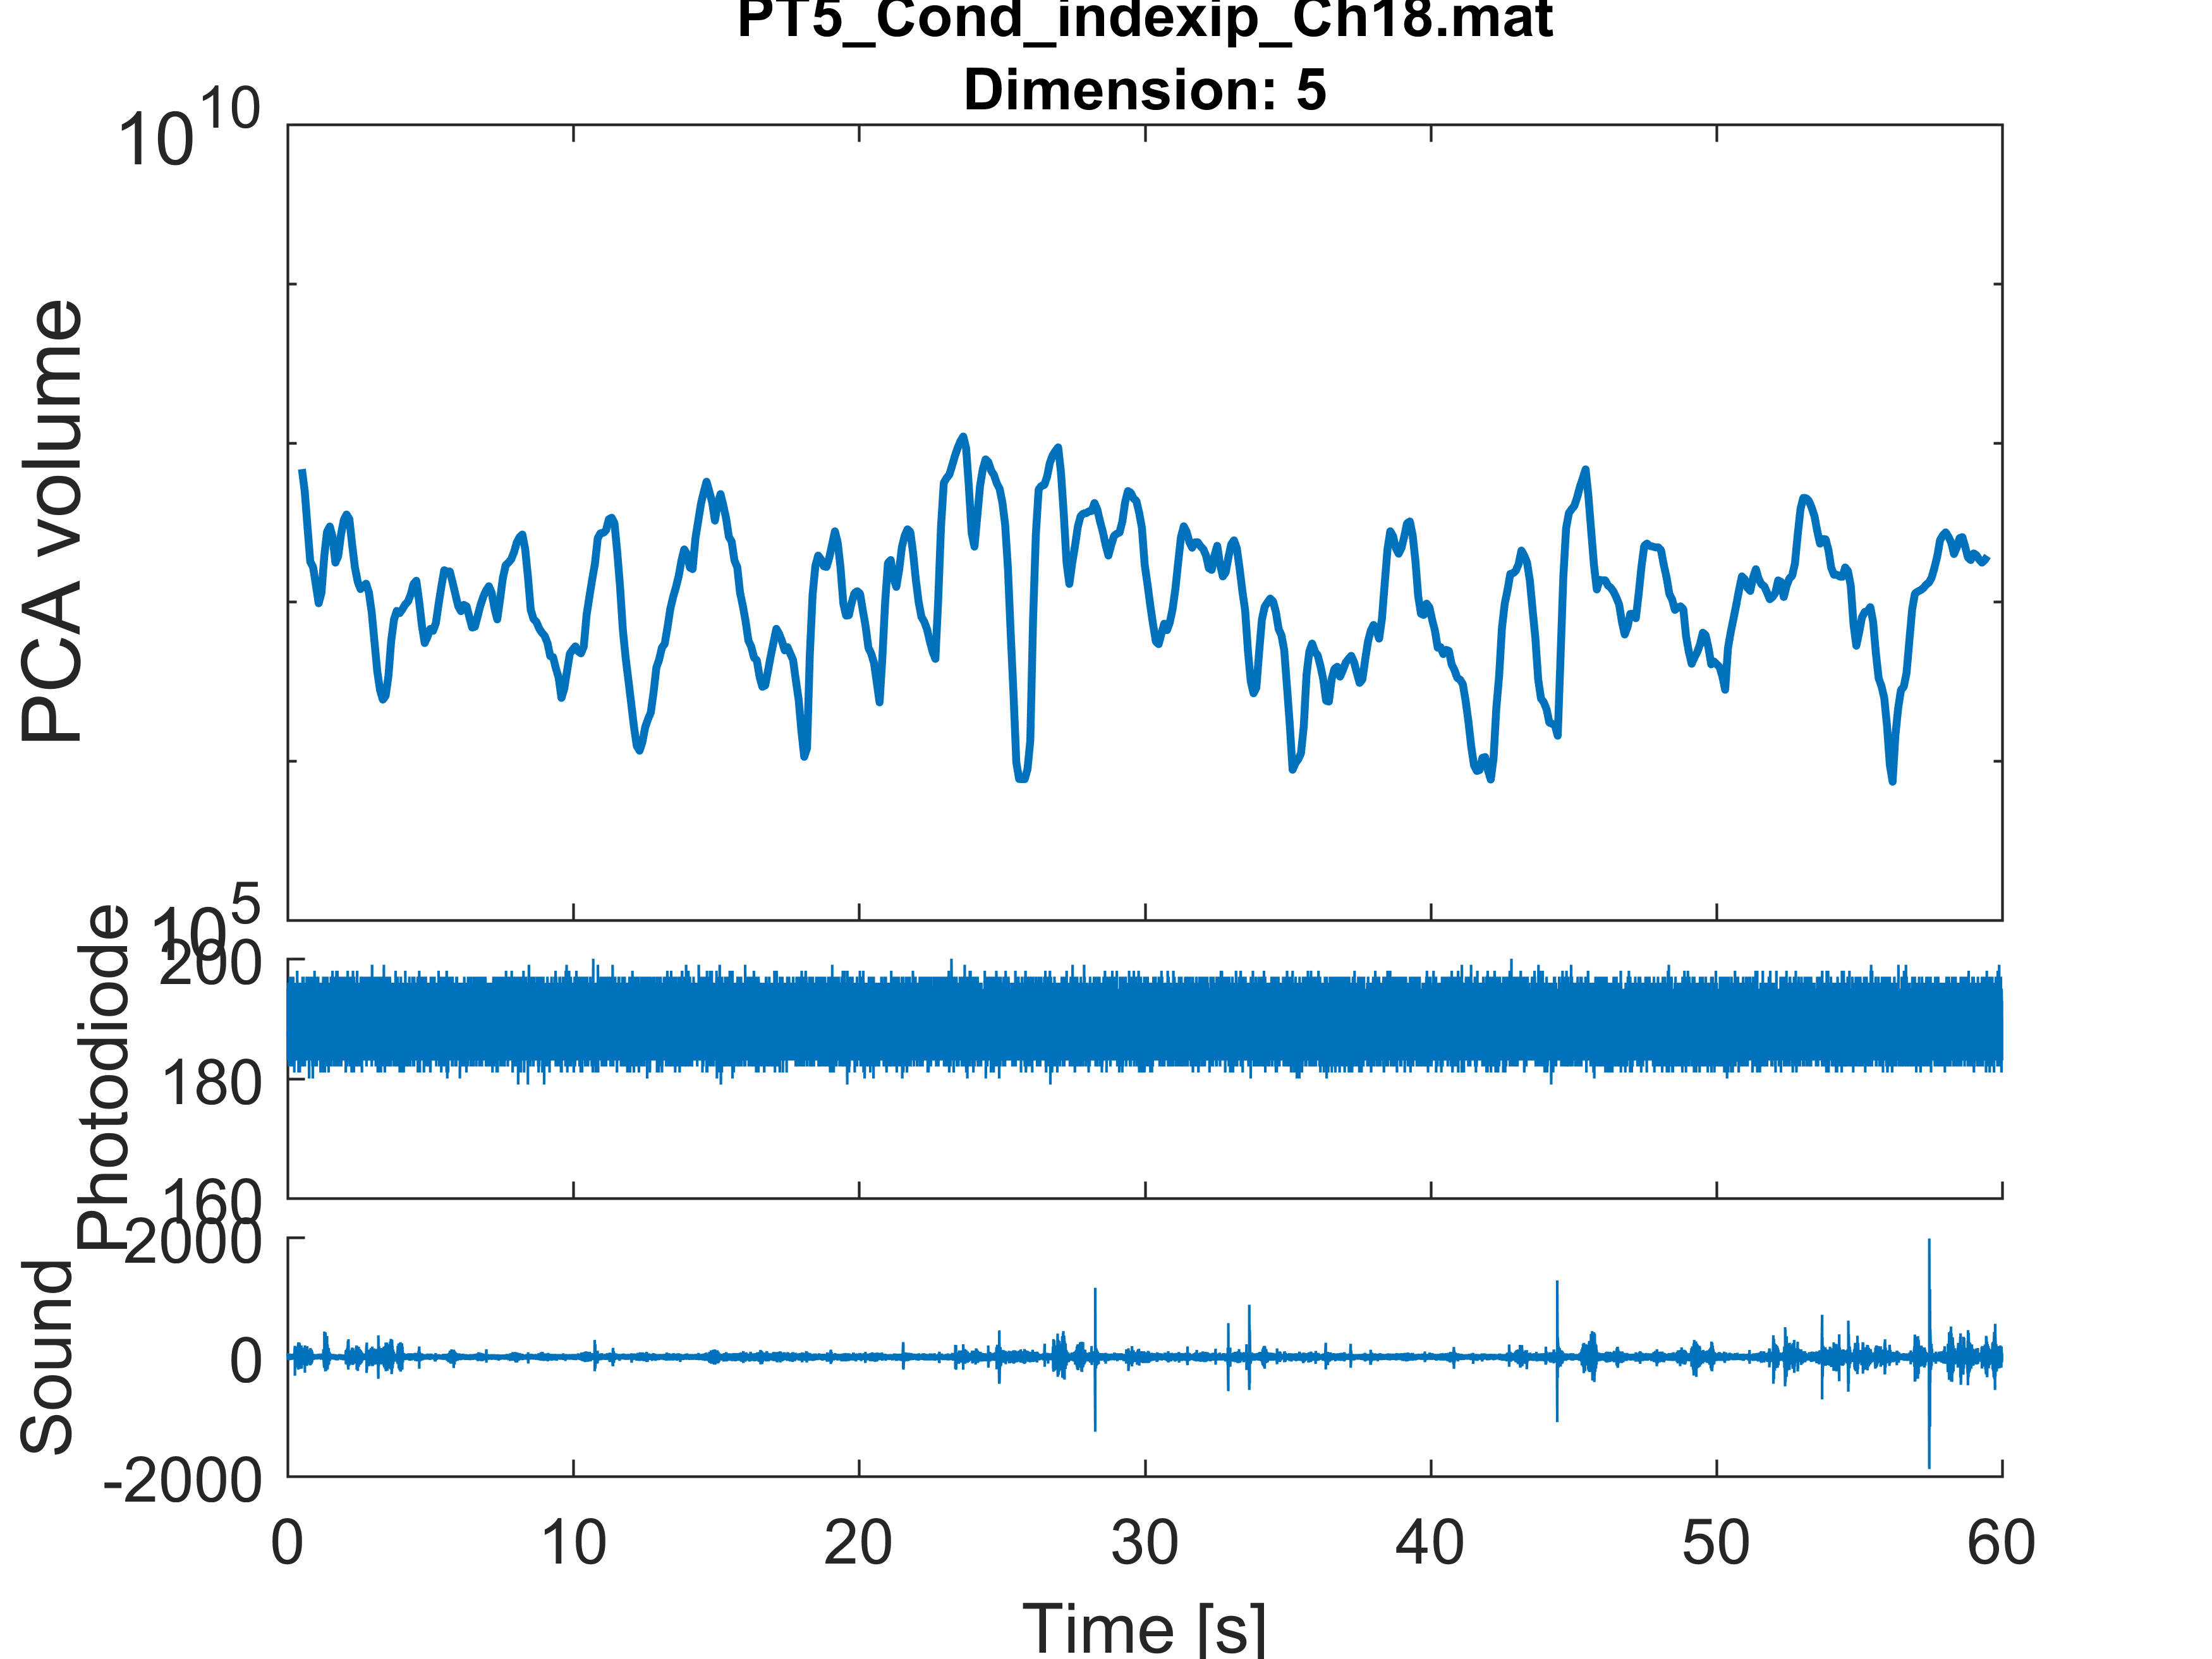 PT5_Cond_indexip_Ch18.mat
Dimension: 5
10^10
PCA volume
10^5
200
Photodiode
180
160
2000
Sound
0
-2000
0 10 20 30 40 50 60
Time [s]